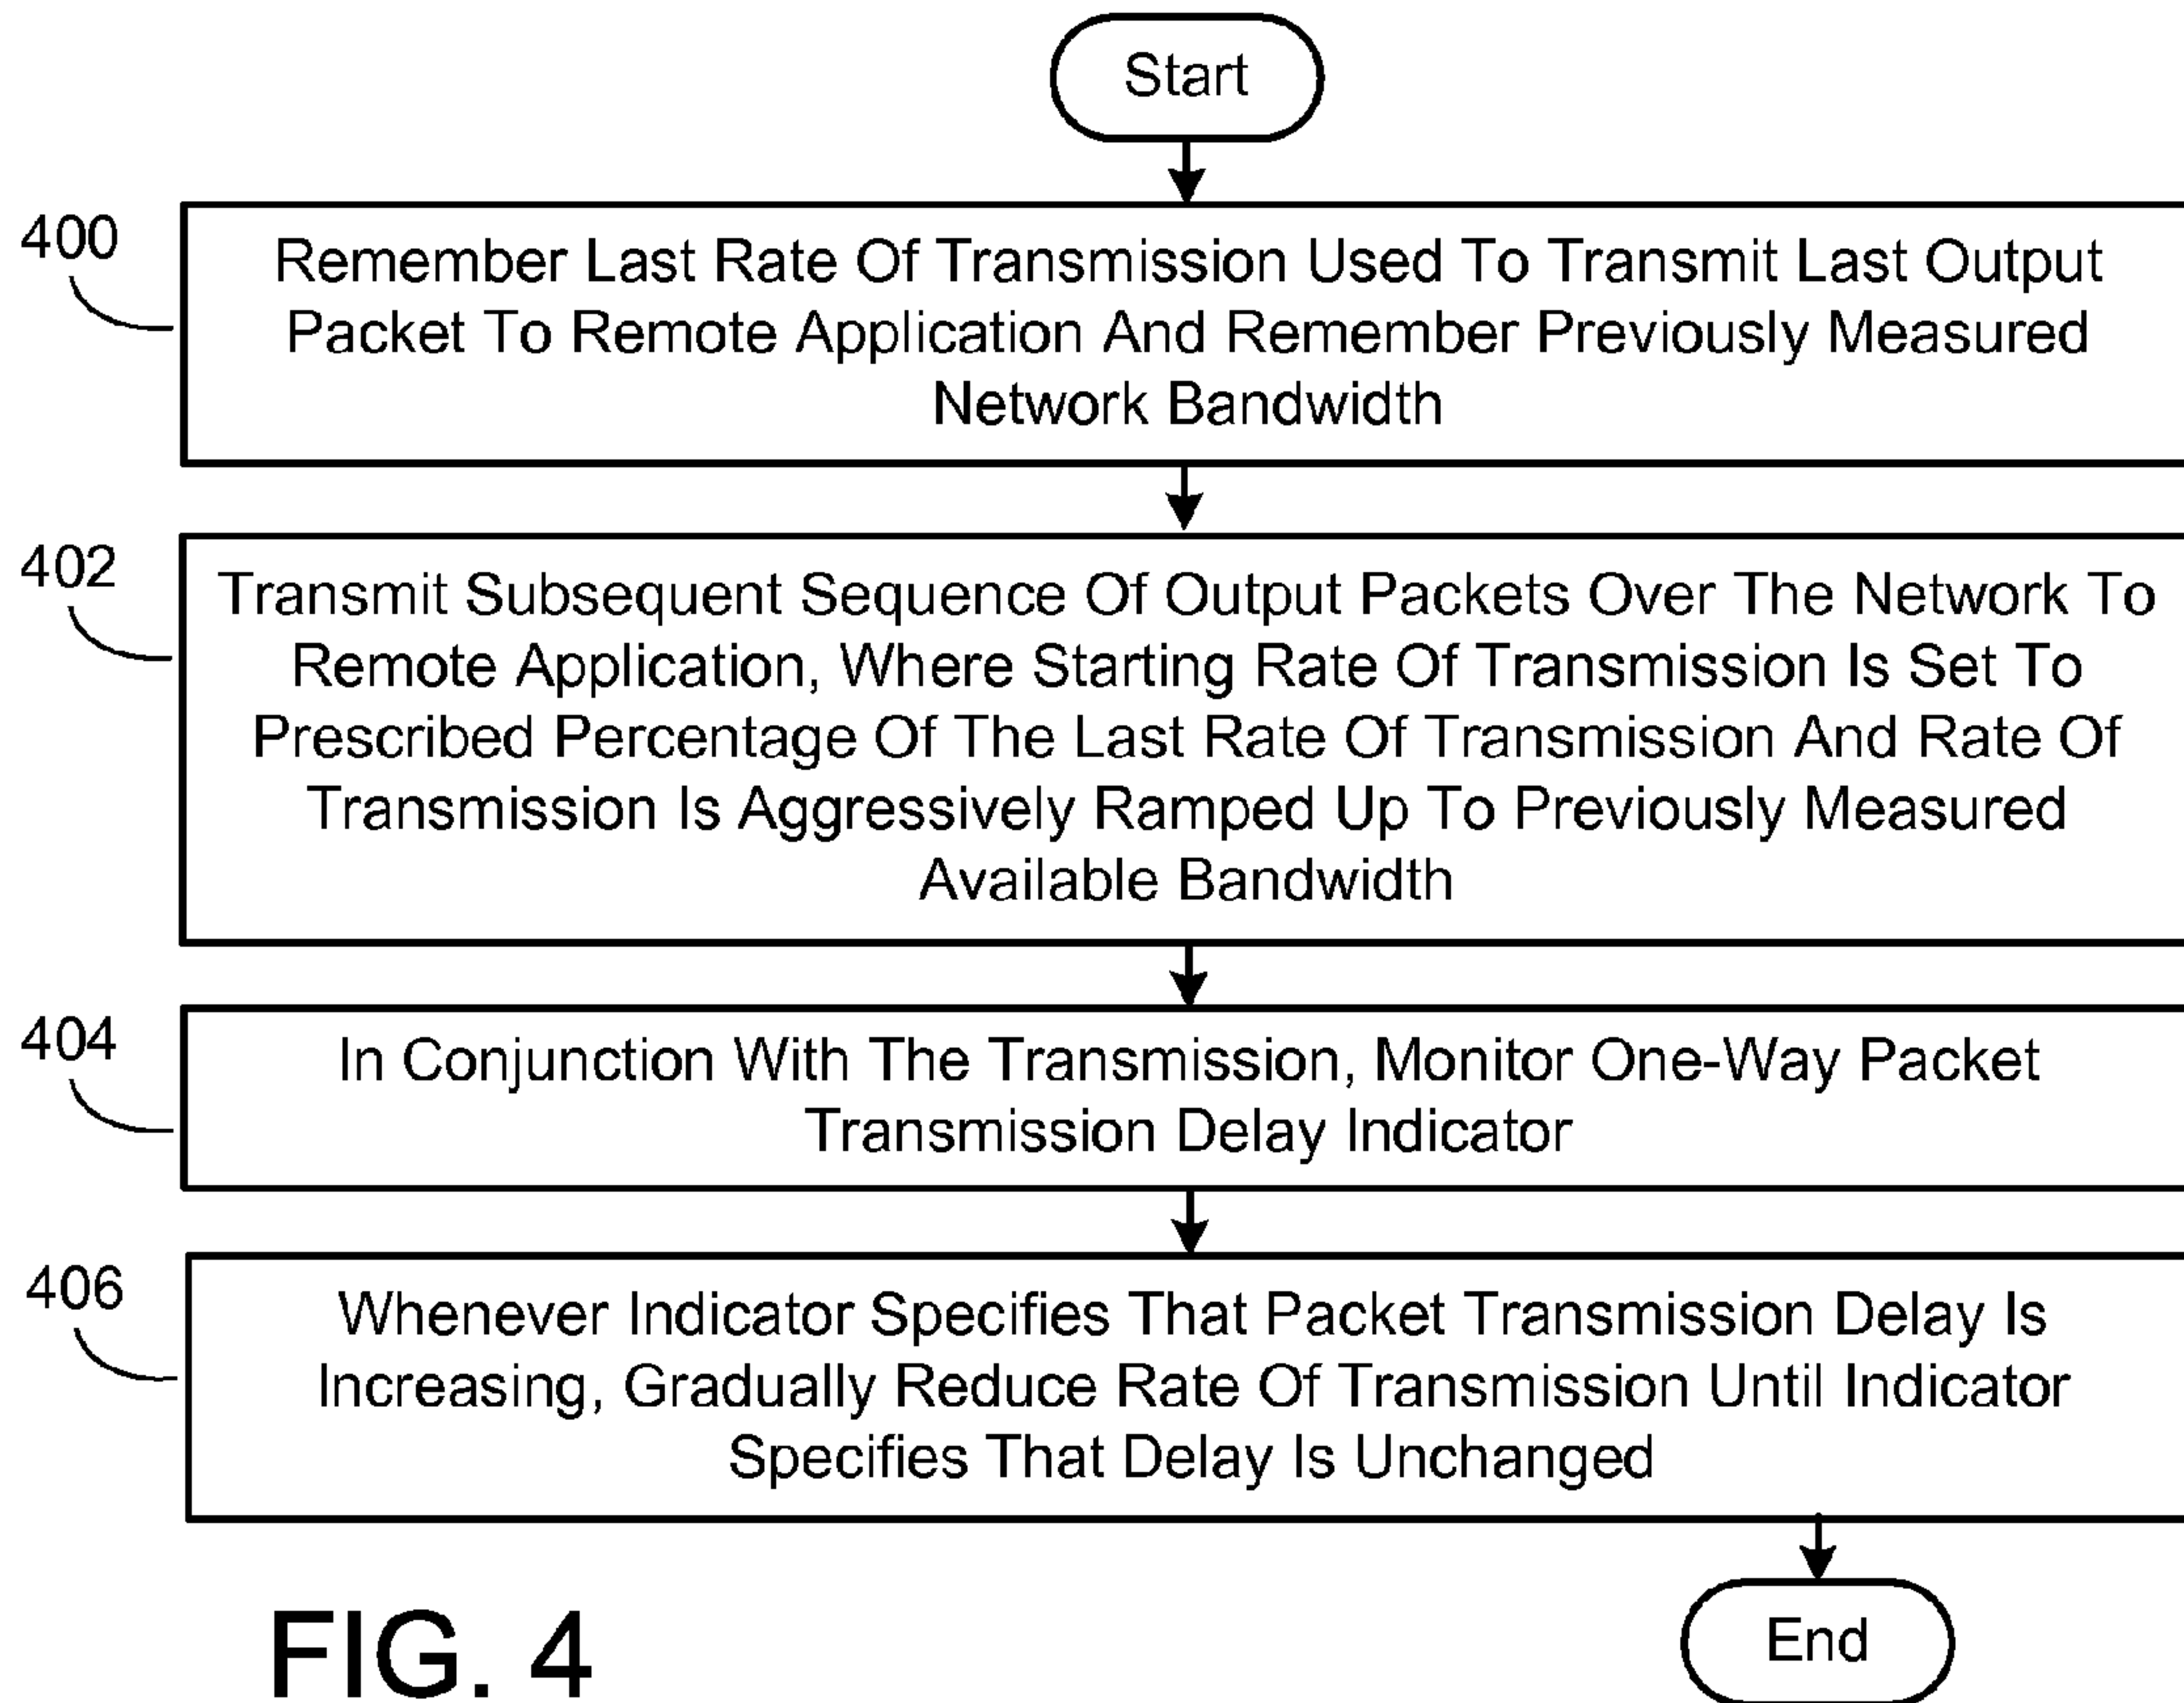 Start
400
Remember Last Rate Of Transmission Used To Transmit Last Output
Packet To Remote Application And Remember Previously Measured
Network Bandwidth
402
Transmit Subsequent Sequence Of Output Packets Over The Network To
Remote Application, Where Starting Rate Of Transmission Is Set To
Prescribed Percentage Of The Last Rate Of Transmission And Rate Of
Transmission Is Aggressively Ramped Up To Previously Measured
Available Bandwidth
404
In Conjunction With The Transmission, Monitor One-Way Packet
Transmission Delay Indicator
406
Whenever Indicator Specifies That Packet Transmission Delay Is
Increasing, Gradually Reduce Rate Of Transmission Until Indicator
Specifies That Delay Is Unchanged
End
FIG. 4